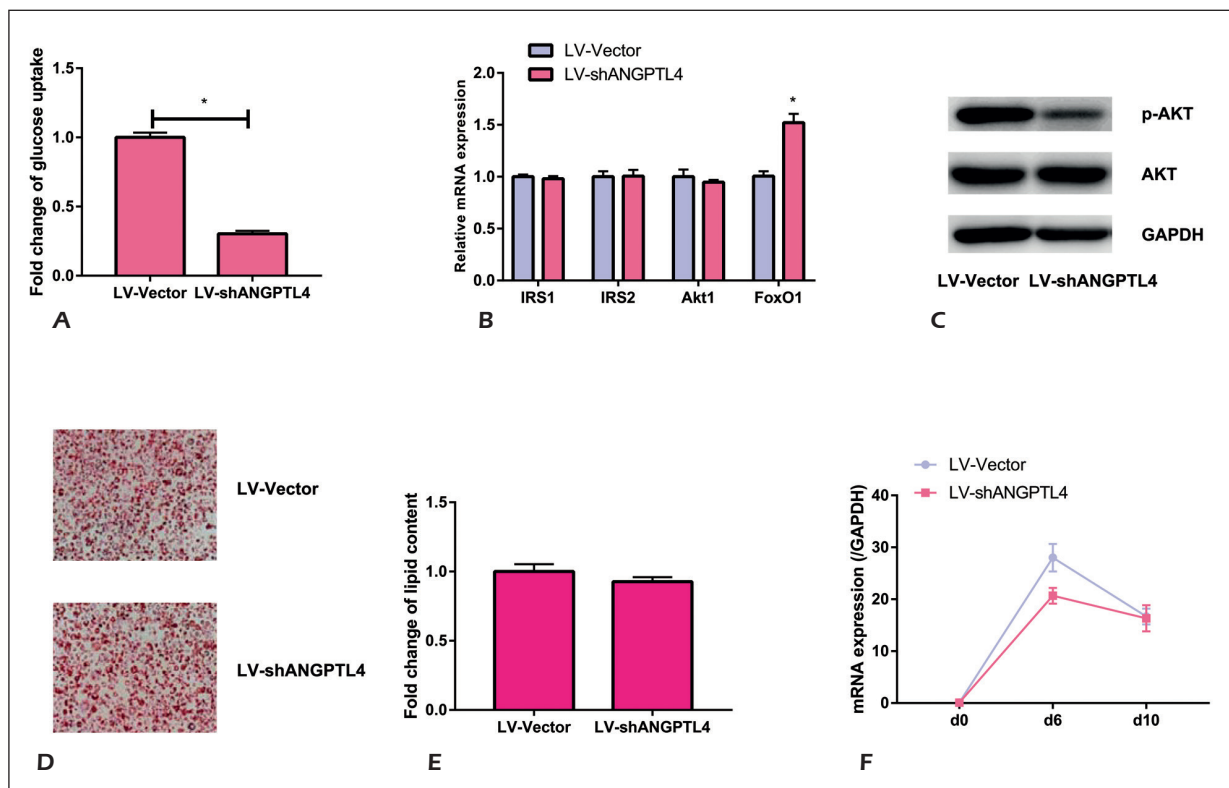 Fold change of glucose uptake
1.5
1.0
0.5
0.0
*
LV-Vector LV-shANGPTL4
A
LV-Vector
LV-shANGPTL4
Relative mRNA expression
2.0
1.5
1.0
0.5
0.0
*
IRS1 IRS2 Akt1 FoxO1
B
p-AKT
AKT
GAPDH
LV-Vector LV-shANGPTL4
C
LV-Vector
LV-shANGPTL4
D
Fold change of lipid content
1.5
1.0
0.5
0.0
LV-Vector LV-shANGPTL4
E
LV-Vector
LV-shANGPTL4
mRNA expression (/GAPDH)
40
30
20
10
0
d0 d6 d10
F